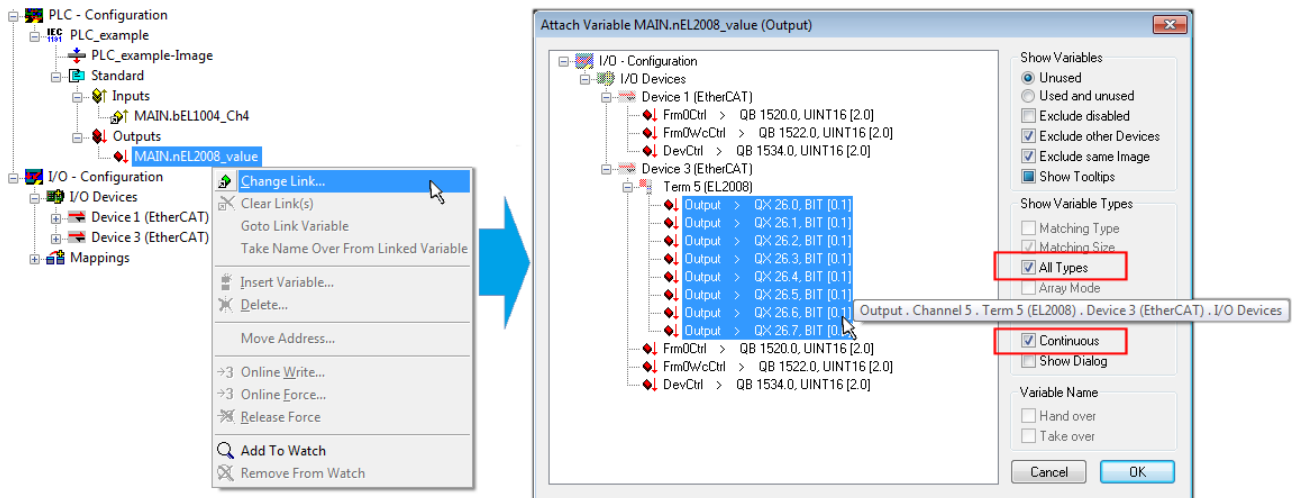 PLC - Configuration
IEC 1131 PLC_example
PLC_example-Image
Standard
Inputs
MAIN.bEL1004_Ch4
Outputs
MAIN.nEL2008_value
I/O - Configuration
I/O Devices
Device 1 (EtherCAT)
Device 3 (EtherCAT)
Mappings
Change Link...
Clear Link(s)
Goto Link Variable
Take Name Over From Linked Variable
Insert Variable...
Delete...
Move Address...
Online Write...
Online Force...
Release Force
Add To Watch
Remove From Watch
Attach Variable MAIN.nEL2008_value (Output)
I/O - Configuration
I/O Devices
Device 1 (EtherCAT)
Frm0Ctrl > QB 1520.0, UINT16 [2.0]
Frm0WcCtrl > QB 1522.0, UINT16 [2.0]
DevCtrl > QB 1534.0, UINT16 [2.0]
Device 3 (EtherCAT)
Term 5 (EL2008)
Output > QX 26.0, BIT [0.1]
Output > QX 26.1, BIT [0.1]
Output > QX 26.2, BIT [0.1]
Output > QX 26.3, BIT [0.1]
Output > QX 26.4, BIT [0.1]
Output > QX 26.5, BIT [0.1]
Output > QX 26.6, BIT [0.1]
Output > QX 26.7, BIT [0.1]
Frm0Ctrl > QB 1520.0, UINT16 [2.0]
Frm0WcCtrl > QB 1522.0, UINT16 [2.0]
DevCtrl > QB 1534.0, UINT16 [2.0]
Output . Channel 5 . Term 5 (EL2008) . Device 3 (EtherCAT) . I/O Devices
Show Variables
Unused
Used and unused
Exclude disabled
Exclude other Devices
Exclude same Image
Show Tooltips
Show Variable Types
Matching Type
Matching Size
All Types
Array Mode
Continuous
Show Dialog
Variable Name
Hand over
Take over
Cancel
OK